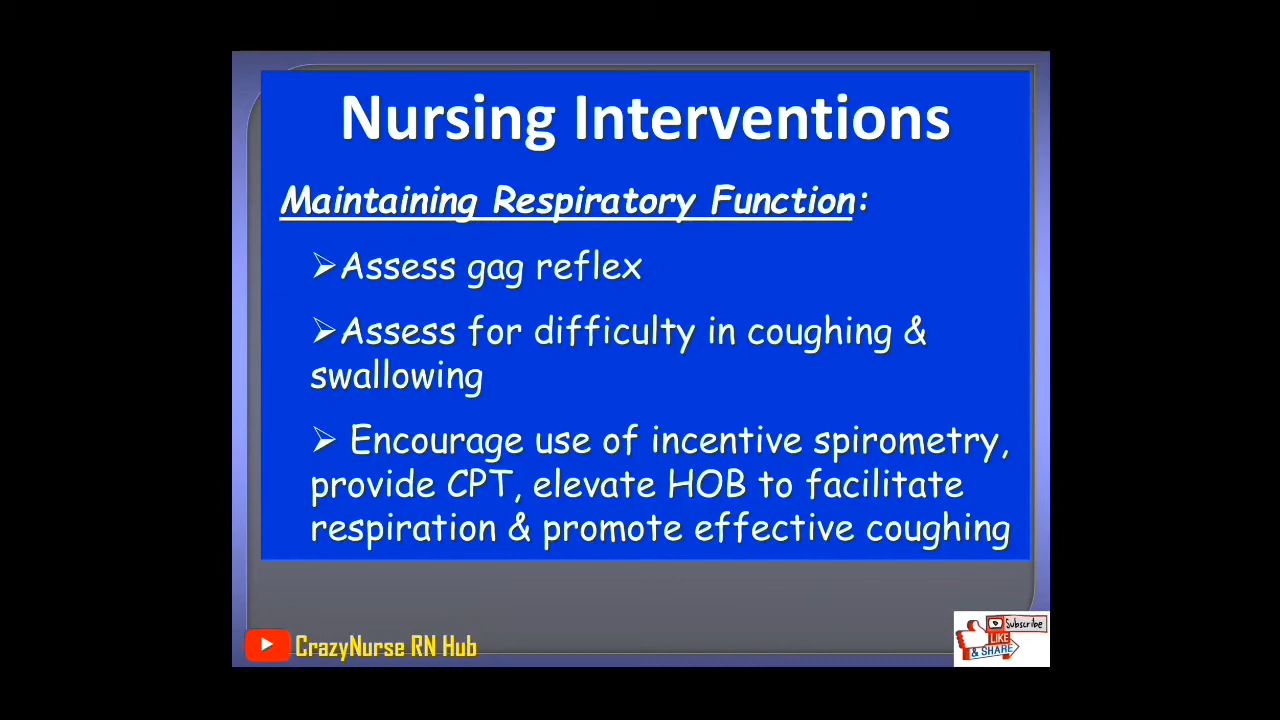 Nursing Interventions
Maintaining Respiratory Function:
➢Assess gag reflex
➢Assess for difficulty in coughing &
swallowing
➢ Encourage use of incentive spirometry,
provide CPT, elevate HOB to facilitate
respiration & promote effective coughing
CrazyNurse RN Hub
Subscribe
LIKE
& SHARE